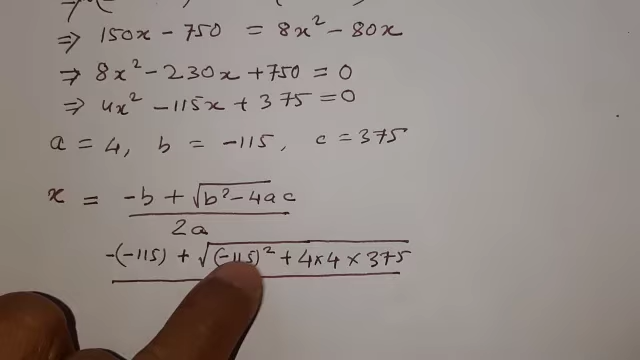 ⇒ 150x - 750 = 8x² - 80x
⇒ 8x² - 230x + 750 = 0
⇒ 4x² - 115x + 375 = 0
a = 4, b = -115, c = 375
x = (-b + √(b² - 4ac)) / 2a
-(-115) + √((-115)² + 4×4×375)